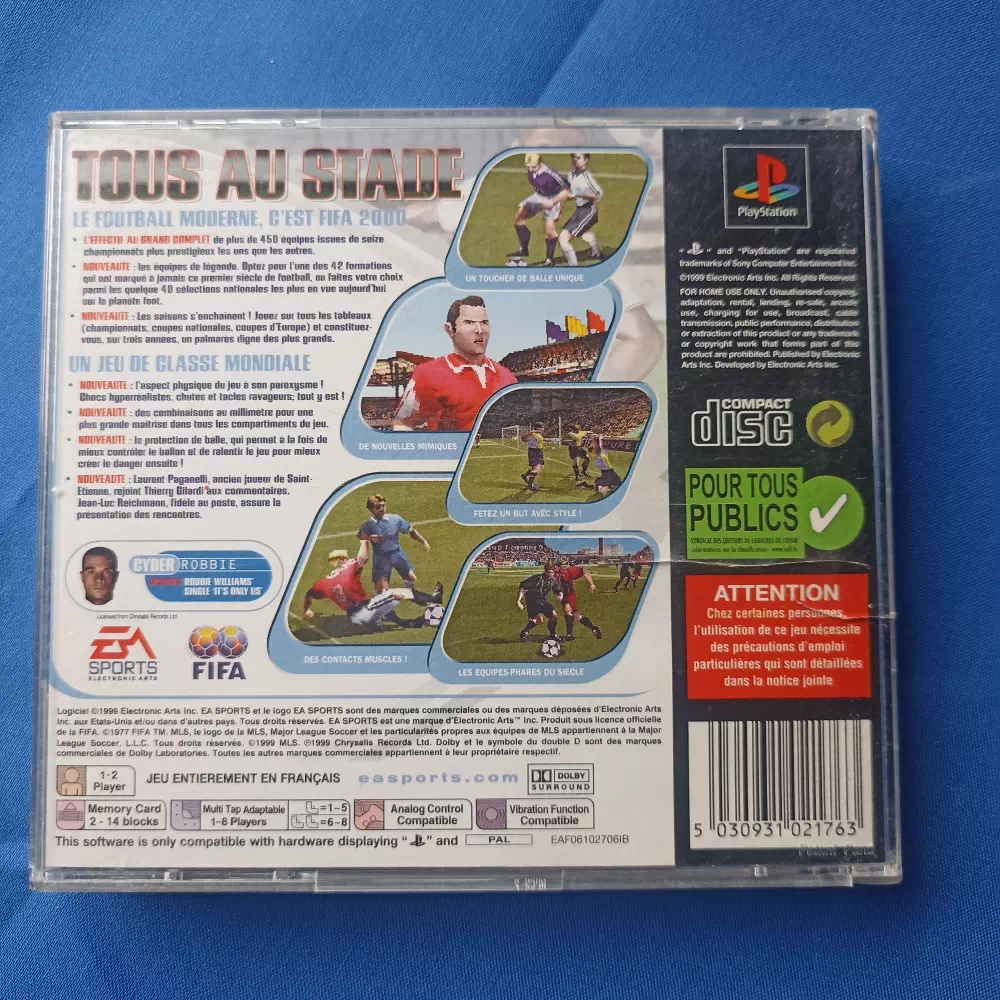 TOUS AU STADE
LE FOOTBALL MODERNE, C'EST FIFA 2000
• L'EFFECTIF AU GRAND COMPLET de plus de 450 équipes issues de seize
championnats plus prestigieux les uns que les autres.
• NOUVEAUTE : les équipes de légende. Optez pour l'une des 42 formations
qui ont marqué à jamais ce premier siècle de football, ou faites votre choix
parmi les quelque 40 sélections nationales les plus en vue aujourd'hui
sur la planète foot.
• NOUVEAUTE : Les saisons s'enchaînent ! Jouez sur tous les tableaux
(championnats, coupes nationales, coupes d'Europe) et constituez-
vous, sur trois années, un palmarès digne des plus grands.
UN JEU DE CLASSE MONDIALE
• NOUVEAUTE : l'aspect physique du jeu à son paroxysme !
Chocs hyperréalistes, chutes et tacles ravageurs; tout y est !
• NOUVEAUTE : des combinaisons au millimètre pour une
plus grande maîtrise dans tous les compartiments du jeu.
• NOUVEAUTE : la protection de balle, qui permet à la fois de
mieux contrôler le ballon et de ralentir le jeu pour mieux
créer le danger ensuite !
• NOUVEAUTE : Laurent Paganelli, ancien joueur de Saint-
Etienne, rejoint Thierry Gilardi aux commentaires.
Jean-Luc Reichmann, fidèle au poste, assure la
présentation des rencontres.
UN TOUCHER DE BALLE UNIQUE
DE NOUVELLES MIMIQUES
FETEZ UN BUT AVEC STYLE !
DES CONTACTS MUSCLES !
LES EQUIPES-PHARES DU SIECLE
CYBER ROBBIE
ROBBIE WILLIAMS'
SINGLE 'IT'S ONLY US'
Licensed from Chrysalis Records Ltd
EA
SPORTS
ELECTRONIC ARTS
FIFA
Logiciel ©1999 Electronic Arts Inc. EA SPORTS et le logo EA SPORTS sont des marques commerciales ou des marques déposées d'Electronic Arts
Inc. aux Etats-Unis et/ou dans d'autres pays. Tous droits réservés. EA SPORTS est une marque d'Electronic Arts™ Inc. Produit sous licence officielle
de la FIFA. ©1977 FIFA TM. MLS, le logo de la MLS, Major League Soccer et les particularités propres aux équipes de MLS appartiennent à la Major
League Soccer, L.L.C. Tous droits réservés. ©1999 MLS. ℗1999 Chrysalis Records Ltd. Dolby et le symbole du double D sont des marques
commerciales de Dolby Laboratories. Toutes les autres marques commerciales appartiennent à leur propriétaire respectif.
1-2
Player
JEU ENTIEREMENT EN FRANÇAIS
easports.com
DOLBY
SURROUND
Memory Card
2 - 14 blocks
Multi Tap Adaptable
1~8 Players
=1~5
=6~8
Analog Control
Compatible
Vibration Function
Compatible
This software is only compatible with hardware displaying " " and PAL
EAF06102706IB
PlayStation
" " and "PlayStation" are registered
trademarks of Sony Computer Entertainment Inc.
©1999 Electronic Arts Inc. All Rights Reserved.
FOR HOME USE ONLY. Unauthorised copying,
adaptation, rental, lending, re-sale, arcade
use, charging for use, broadcast, cable
transmission, public performance, distribution
or extraction of this product or any trademark
or copyright work that forms part of this
product are prohibited. Published by Electronic
Arts Inc. Developed by Electronic Arts Inc.
COMPACT
disc
POUR TOUS
PUBLICS
SYNDICAT DES EDITEURS DE LOGICIELS DE LOISIR
ATTENTION
Chez certaines personnes,
l'utilisation de ce jeu nécessite
des précautions d'emploi
particulières qui sont détaillées
dans la notice jointe
5 030931 021763